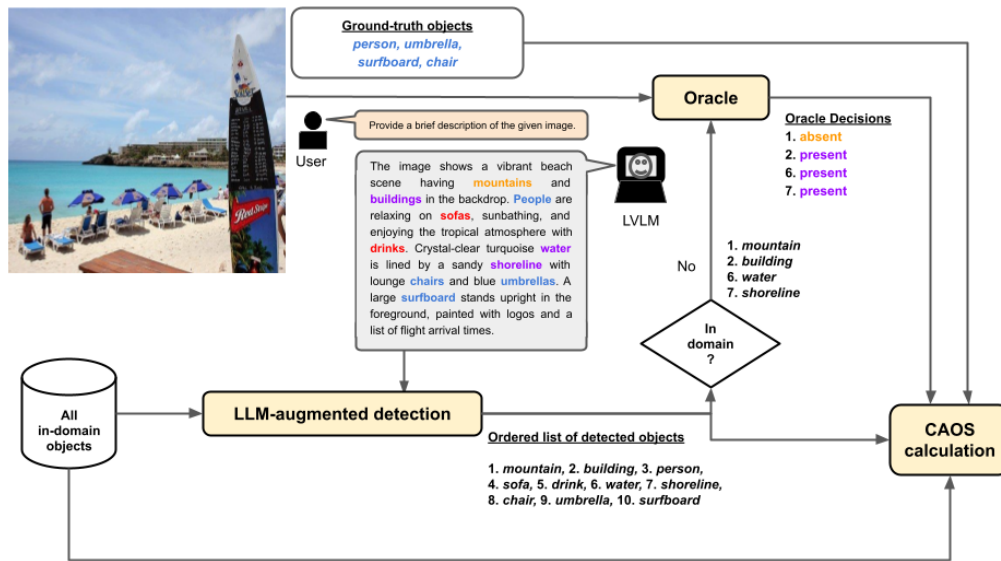 Ground-truth objects
person, umbrella,
surfboard, chair
Oracle
Oracle Decisions
1. absent
2. present
6. present
7. present
User
Provide a brief description of the given image.
The image shows a vibrant beach
scene having mountains and
buildings in the backdrop. People are
relaxing on sofas, sunbathing, and
enjoying the tropical atmosphere with
drinks. Crystal-clear turquoise water
is lined by a sandy shoreline with
lounge chairs and blue umbrellas. A
large surfboard stands upright in the
foreground, painted with logos and a
list of flight arrival times.
LVLM
Red Stripe
No
1. mountain
2. building
6. water
7. shoreline
In
domain
?
All
in-domain
objects
LLM-augmented detection
Ordered list of detected objects
1. mountain, 2. building, 3. person,
4. sofa, 5. drink, 6. water, 7. shoreline,
8. chair, 9. umbrella, 10. surfboard
CAOS
calculation